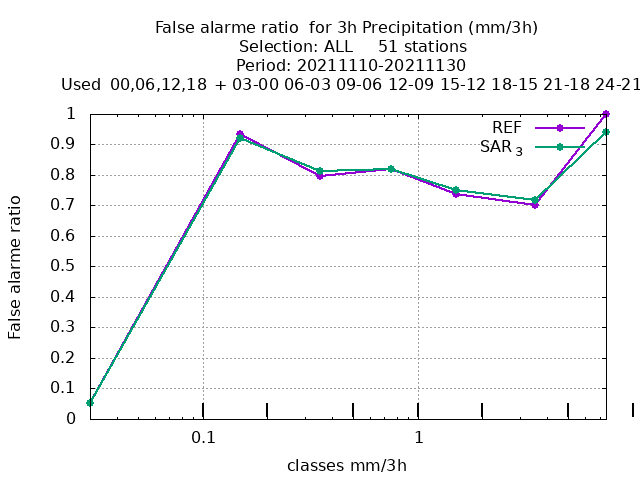 False alarme ratio  for 3h Precipitation (mm/3h)
Selection: ALL     51 stations
Period: 20211110-20211130
Used  00,06,12,18  + 03-00 06-03 09-06 12-09 15-12 18-15 21-18 24-21
REF
SAR 3
1
0.9
0.8
0.7
0.6
0.5
0.4
0.3
0.2
0.1
0
False alarme ratio
0.1 1
classes mm/3h